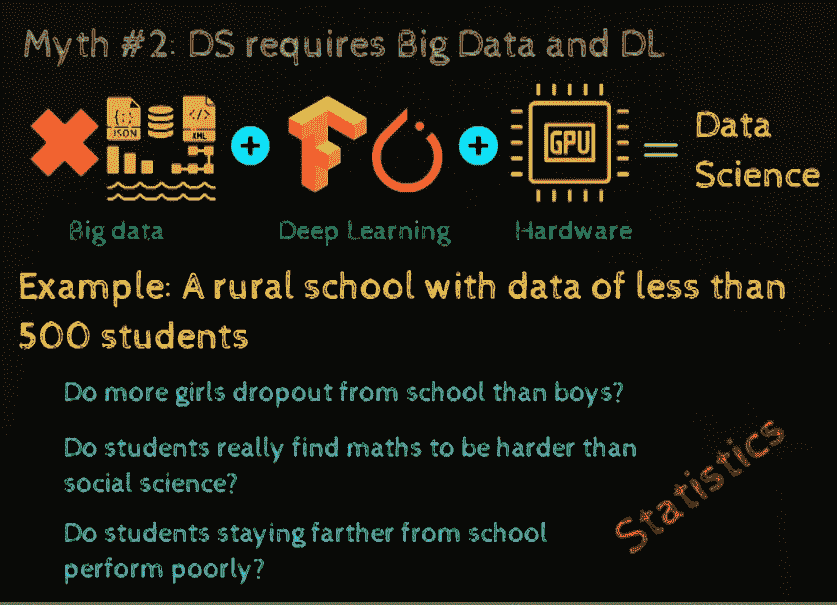 Myth #2: DS requires Big Data and DL
{:} JSON
</> XML
GPU
= Data
Science
Big data
Deep Learning
Hardware
Example: A rural school with data of less than
500 students
Do more girls dropout from school than boys?
Do students really find maths to be harder than
social science?
Do students staying farther from school
perform poorly?
Statistics